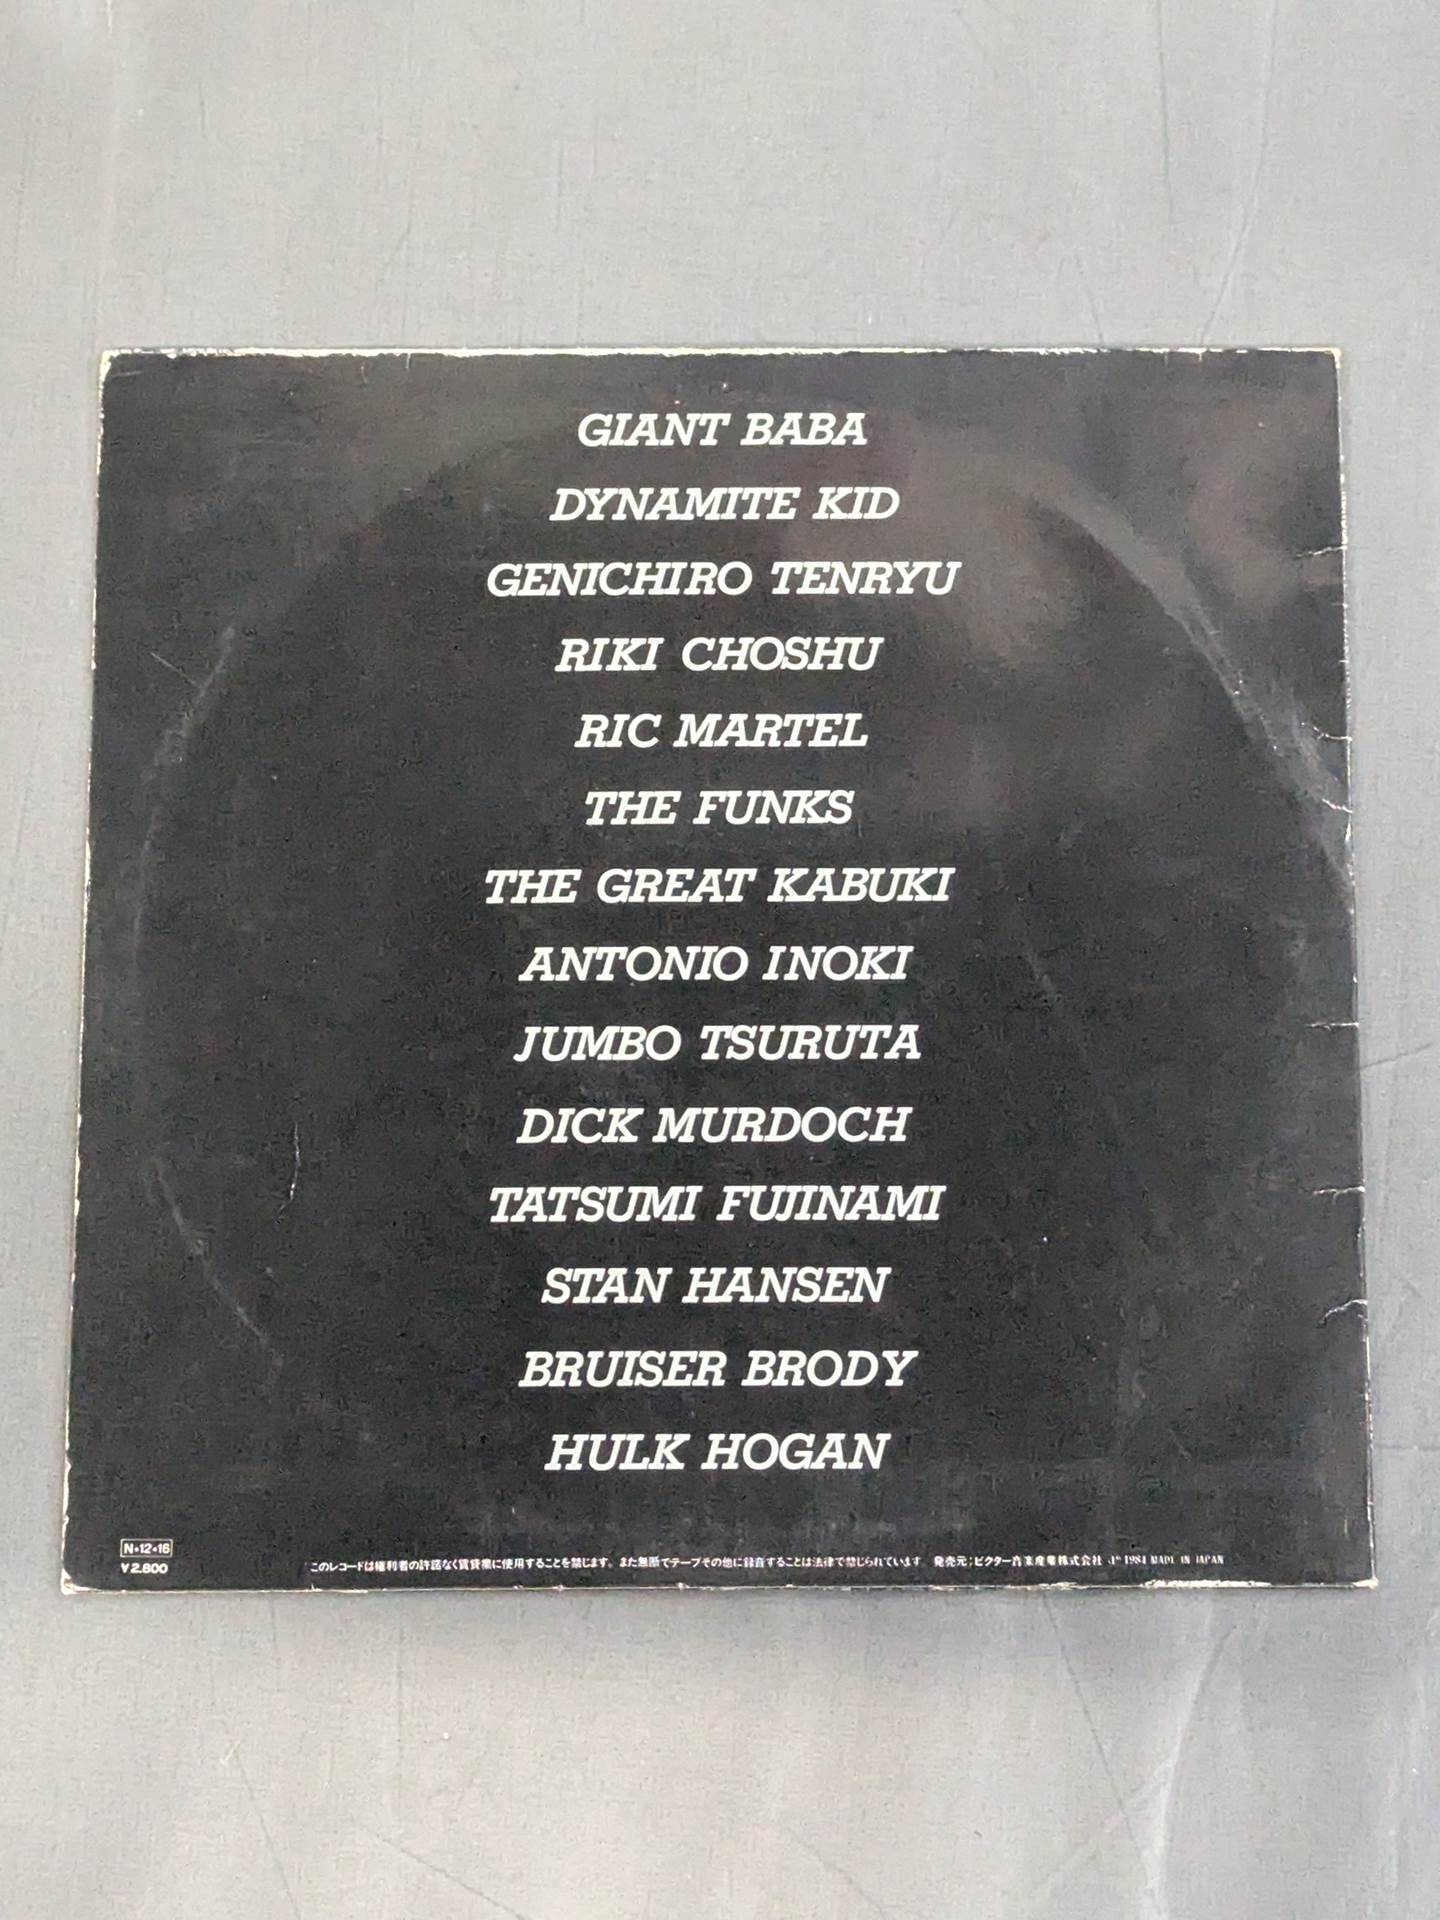 GIANT BABA
DYNAMITE KID
GENICHIRO TENRYU
RIKI CHOSHU
RIC MARTEL
THE FUNKS
THE GREAT KABUKI
ANTONIO INOKI
JUMBO TSURUTA
DICK MURDOCH
TATSUMI FUJINAMI
STAN HANSEN
BRUISER BRODY
HULK HOGAN
N・12・16
¥2,800
このレコードは権利者の許諾なく賃貸業に使用することを禁じます。また無断でテープその他に録音することは法律で禁じられています。 発売元；ビクター音楽産業株式会社 ℗ 1984 MADE IN JAPAN